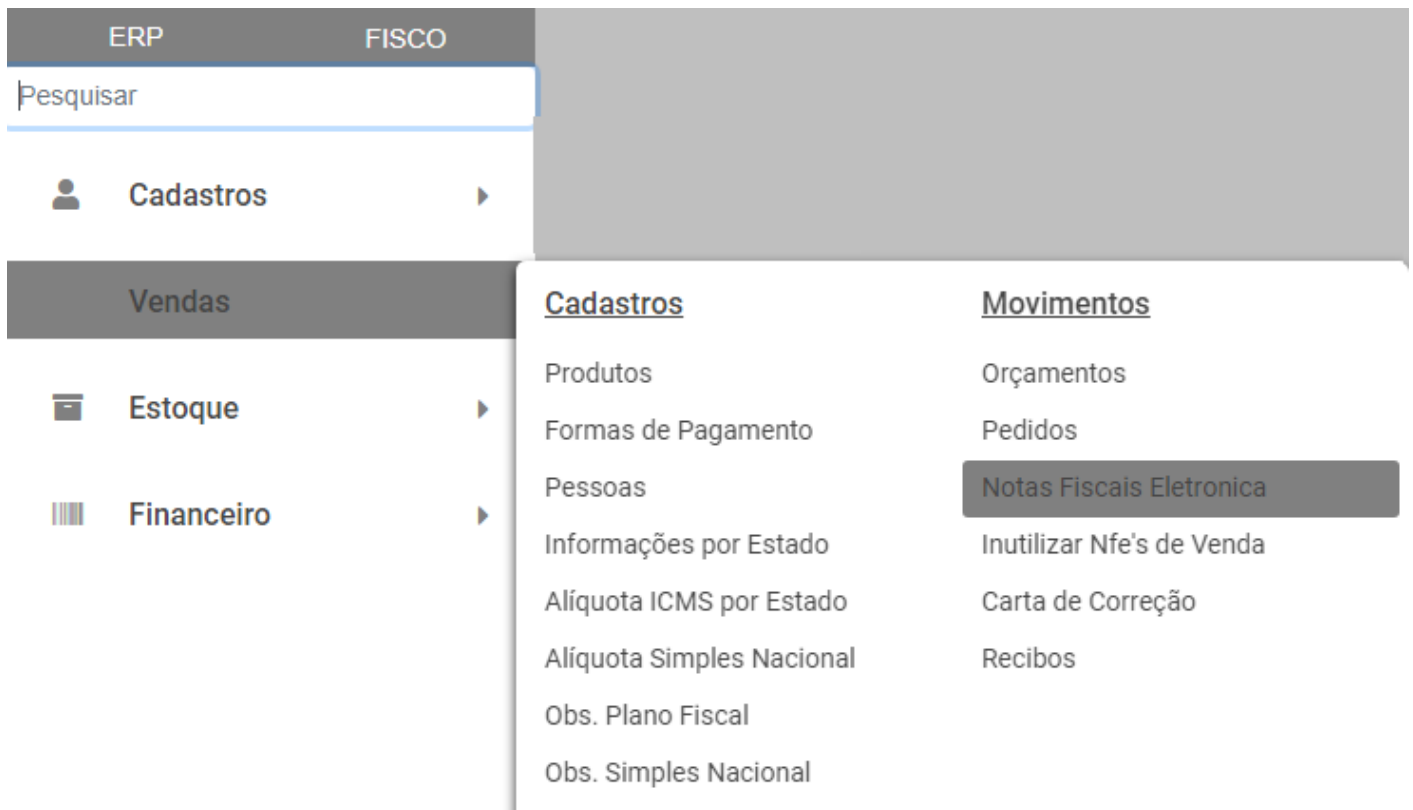 ERP FISCO
Pesquisar
Cadastros
Vendas
Estoque
Financeiro
Cadastros
Produtos
Formas de Pagamento
Pessoas
Informações por Estado
Alíquota ICMS por Estado
Alíquota Simples Nacional
Obs. Plano Fiscal
Obs. Simples Nacional
Movimentos
Orçamentos
Pedidos
Notas Fiscais Eletronica
Inutilizar Nfe's de Venda
Carta de Correção
Recibos